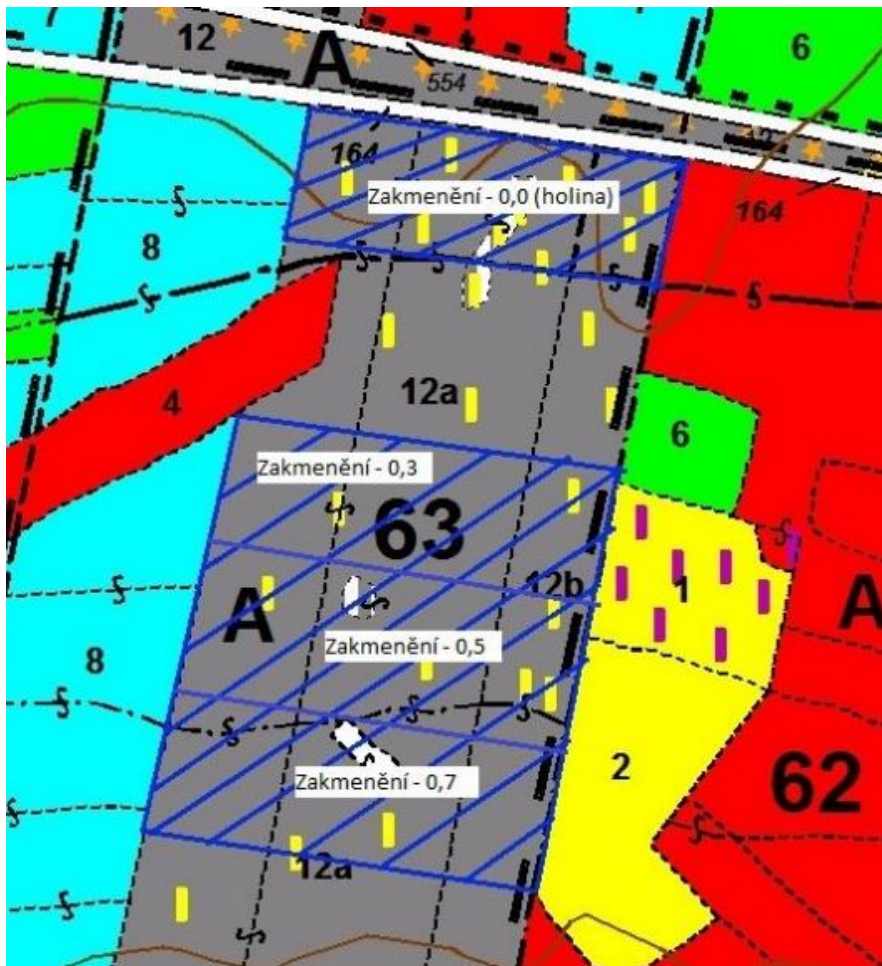 12
A
554
6
164
Zakmenění - 0,0 (holina)
164
8
12a
4
6
Zakmenění - 0,3
63
12b
1
A
A
Zakmenění - 0,5
8
2
62
Zakmenění - 0,7
12a